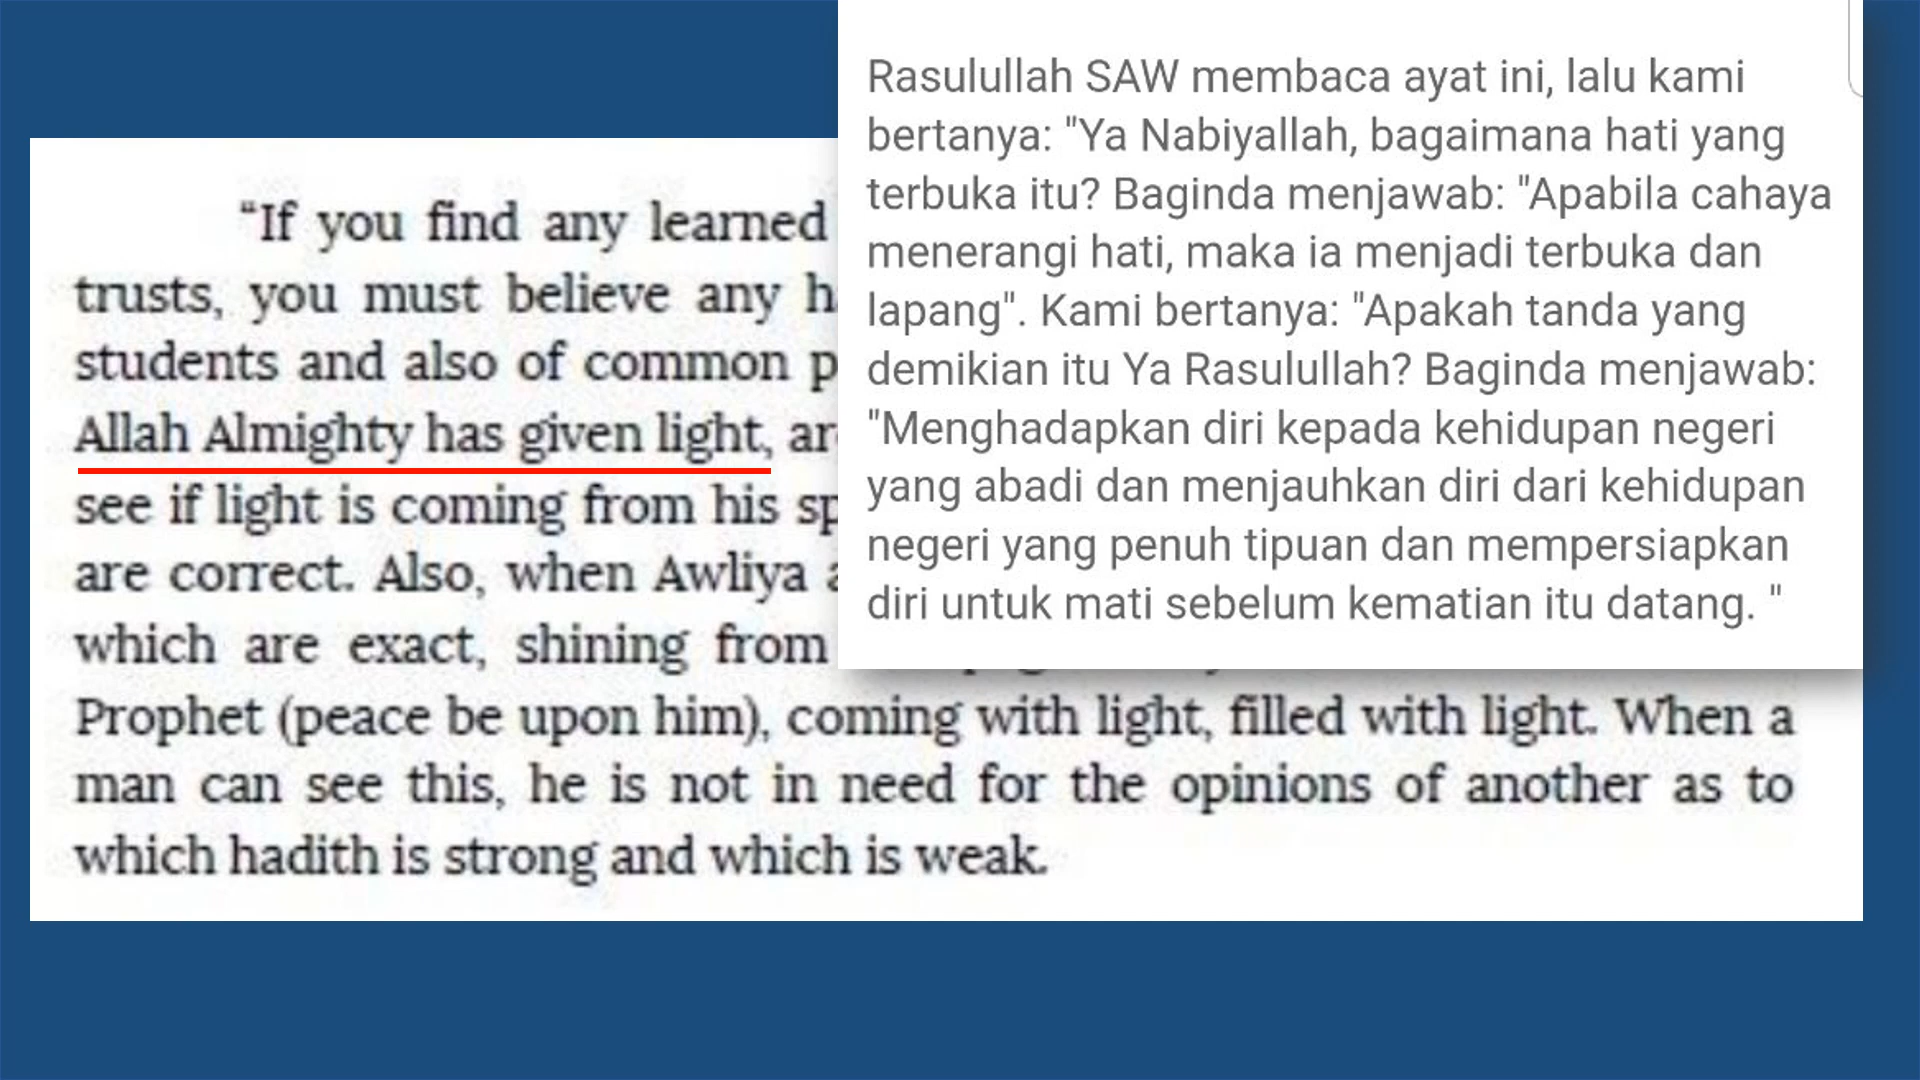 Rasulullah SAW membaca ayat ini, lalu kami
bertanya: "Ya Nabiyallah, bagaimana hati yang
terbuka itu? Baginda menjawab: "Apabila cahaya
menerangi hati, maka ia menjadi terbuka dan
lapang". Kami bertanya: "Apakah tanda yang
demikian itu Ya Rasulullah? Baginda menjawab:
"Menghadapkan diri kepada kehidupan negeri
yang abadi dan menjauhkan diri dari kehidupan
negeri yang penuh tipuan dan mempersiapkan
diri untuk mati sebelum kematian itu datang. "
“If you find any learned
trusts, you must believe any
students and also of common
Allah Almighty has given light,
see if light is coming from his
are correct. Also, when Awliya
which are exact, shining from
Prophet (peace be upon him), coming with light, filled with light. When a
man can see this, he is not in need for the opinions of another as to
which hadith is strong and which is weak.